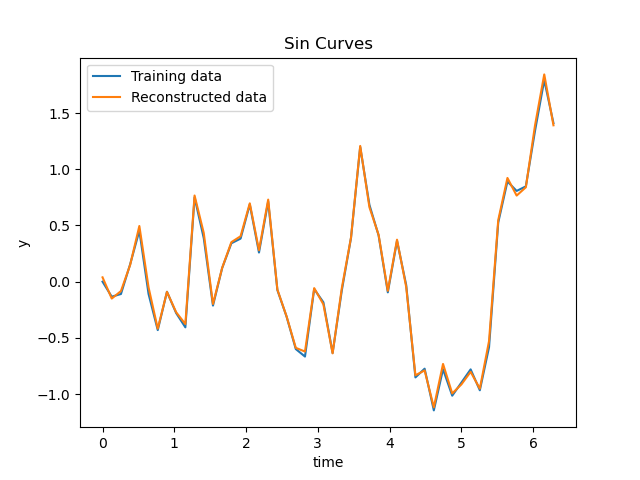 Sin Curves
Training data
Reconstructed data
1.5
1.0
0.5
0.0
−0.5
−1.0
y
0 1 2 3 4 5 6
time